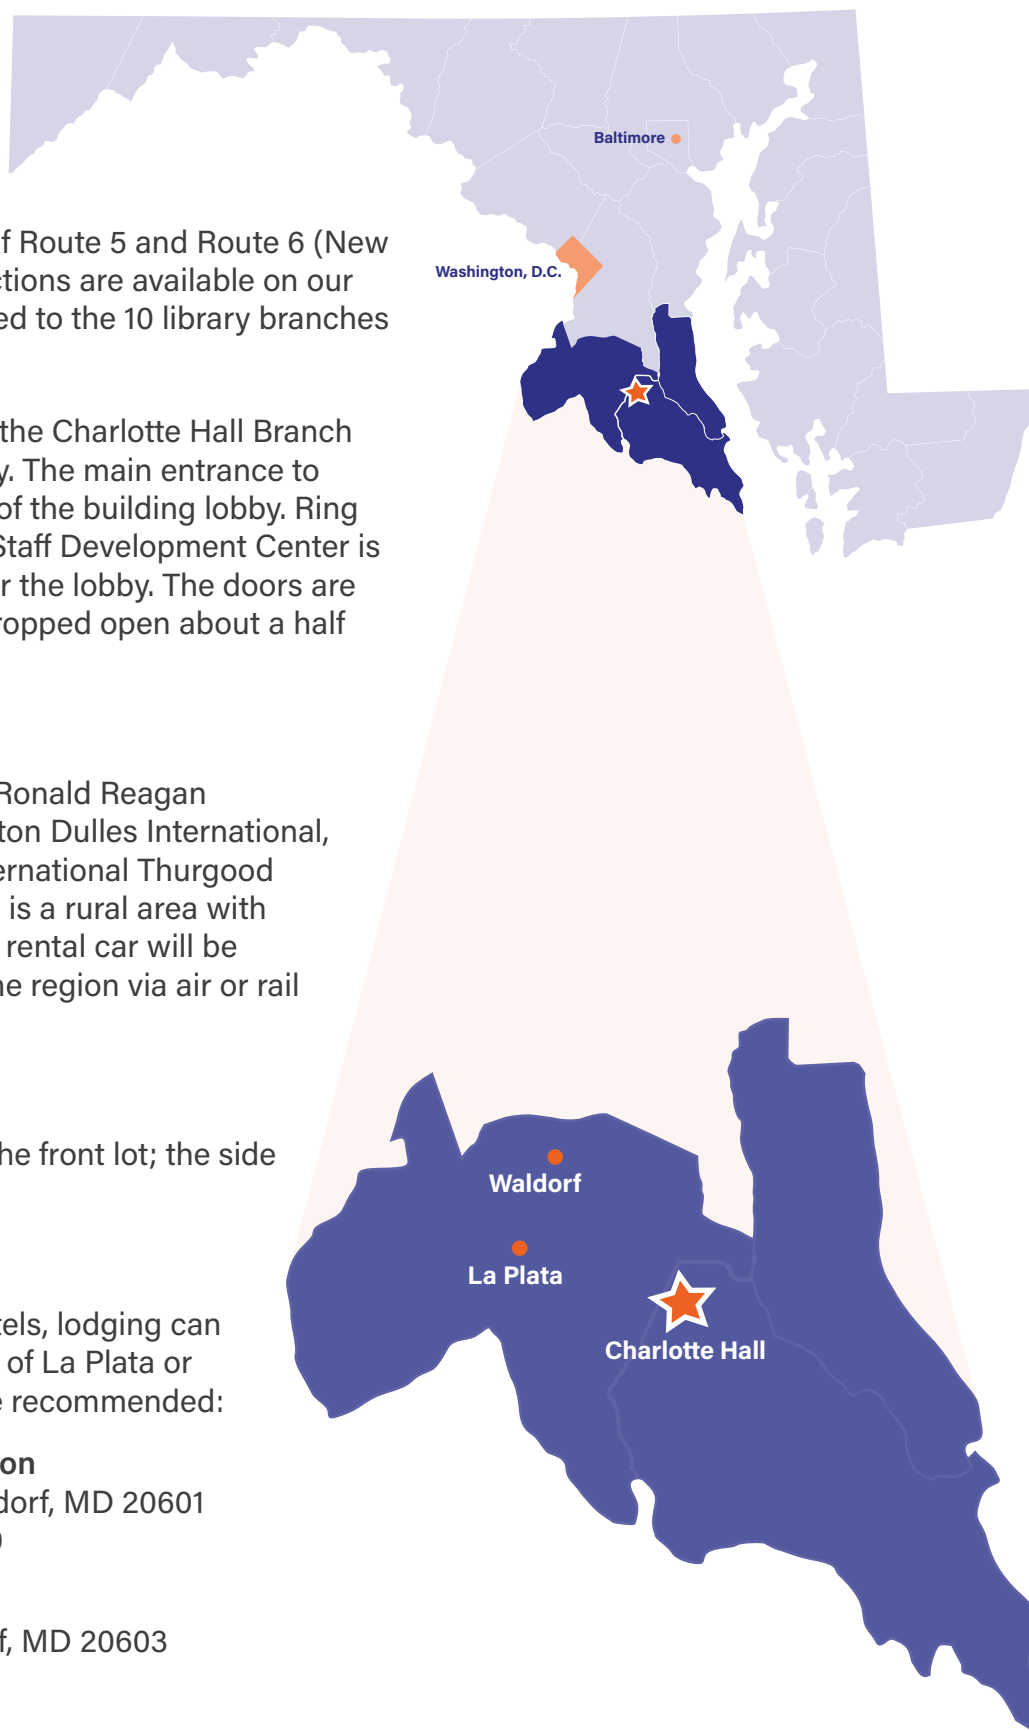 Baltimore
Washington, D.C.
f Route 5 and Route 6 (New
ctions are available on our
ed to the 10 library branches
the Charlotte Hall Branch
y. The main entrance to
of the building lobby. Ring
Staff Development Center is
r the lobby. The doors are
ropped open about a half
Ronald Reagan
ton Dulles International,
ernational Thurgood
is a rural area with
rental car will be
he region via air or rail
he front lot; the side
Waldorf
La Plata
Charlotte Hall
tels, lodging can
of La Plata or
e recommended:
on
dorf, MD 20601
)
f, MD 20603